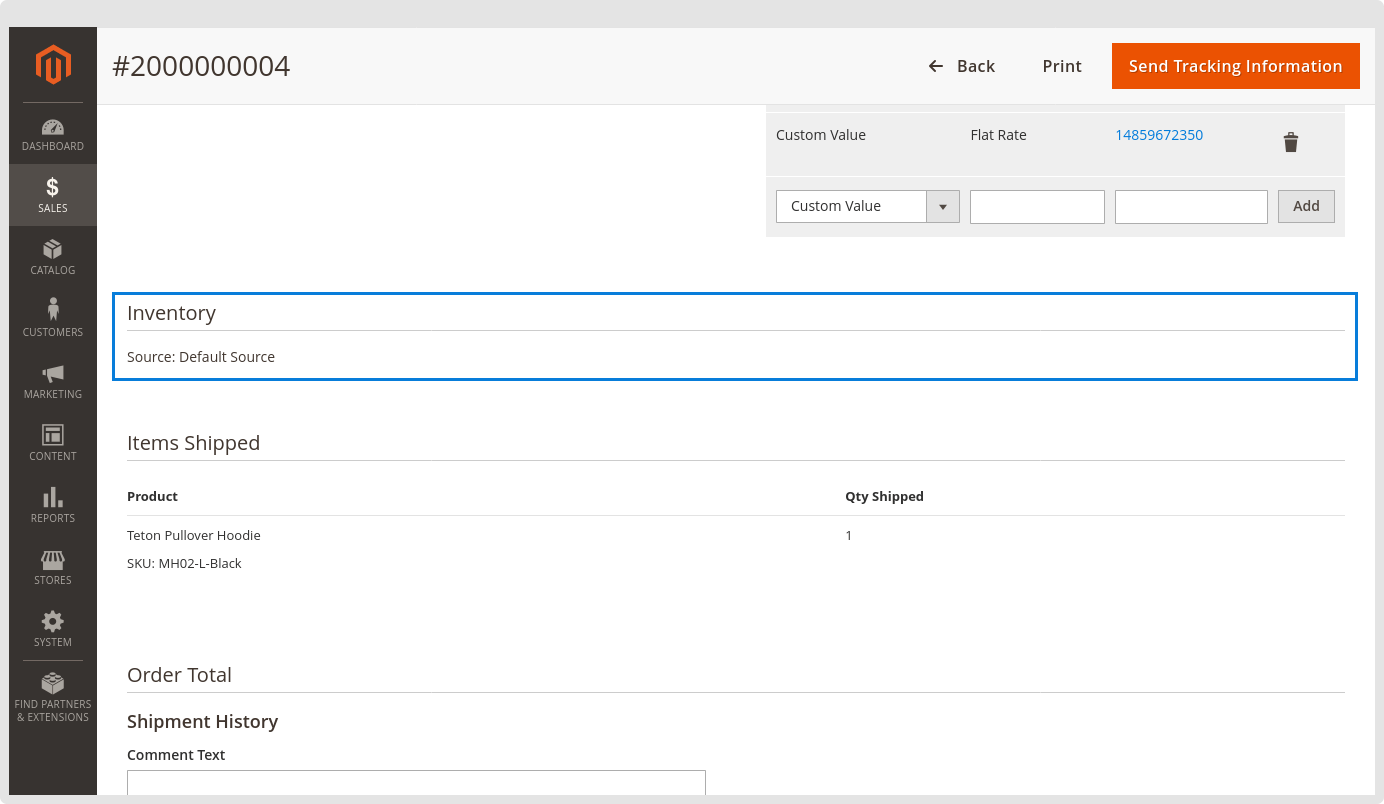 #2000000004
Back
Print
Send Tracking Information
DASHBOARD
SALES
CATALOG
CUSTOMERS
MARKETING
CONTENT
REPORTS
STORES
SYSTEM
FIND PARTNERS
& EXTENSIONS
Custom Value Flat Rate 14859672350
Custom Value Add
Inventory
Source: Default Source
Items Shipped
Product Qty Shipped
Teton Pullover Hoodie 1
SKU: MH02-L-Black
Order Total
Shipment History
Comment Text